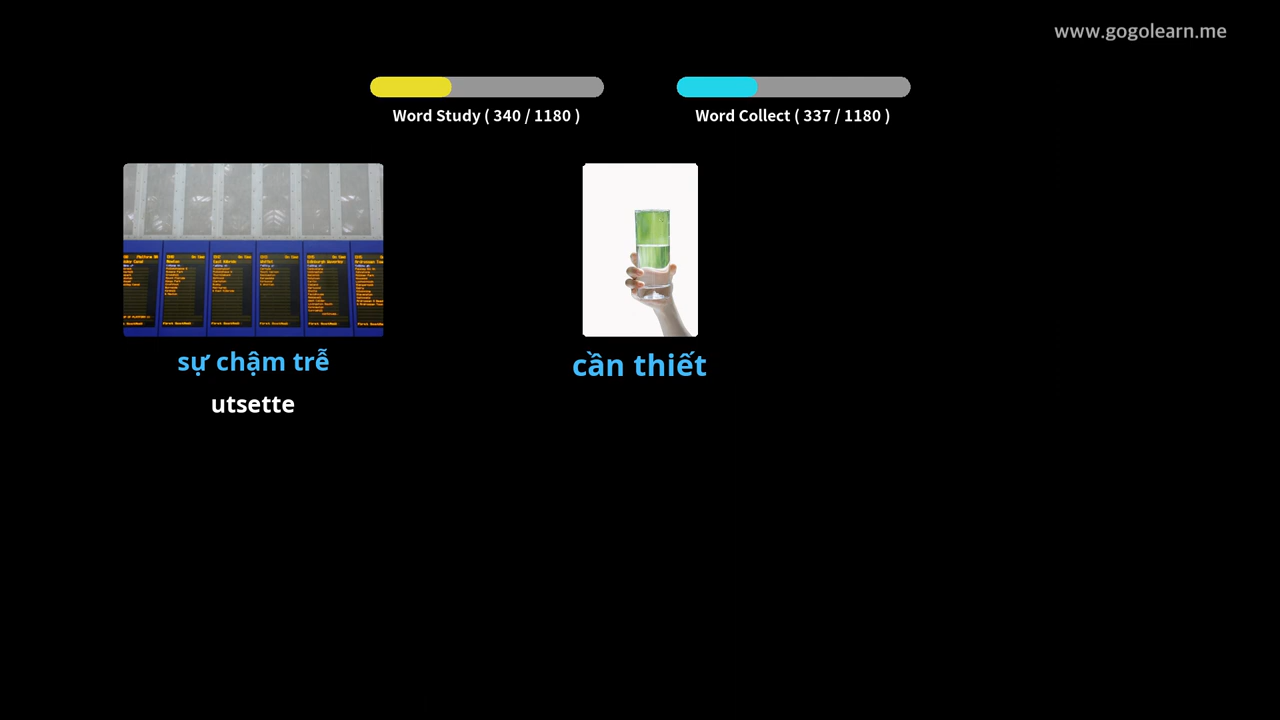 www.gogolearn.me
Word Study ( 340 / 1180 )
Word Collect ( 337 / 1180 )
sự chậm trễ
cần thiết
utsette